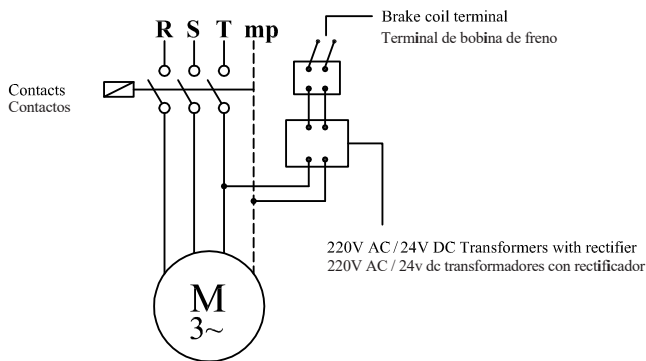 Brake coil terminal
Terminal de bobina de freno
R S T mp
Contacts
Contactos
220V AC / 24V DC Transformers with rectifier
220V AC / 24v dc transformadores con rectificador
M
3~